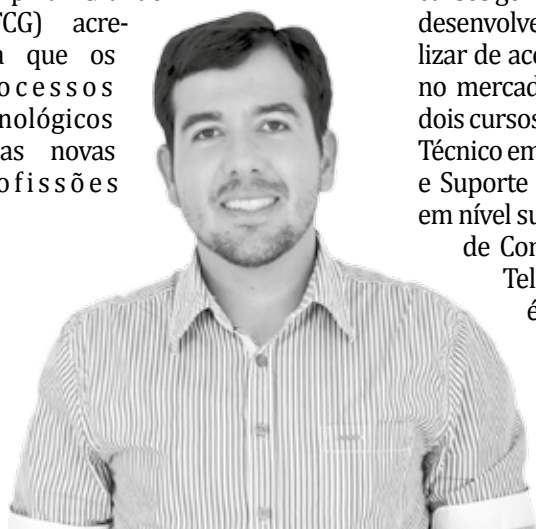 CG) acre-
que os
ocessos
nológicos
as novas
ofissões
desenvolve
lizar de aco
no mercad
dois cursos
Técnico em
e Suporte
em nível su
de Con
Tel
é